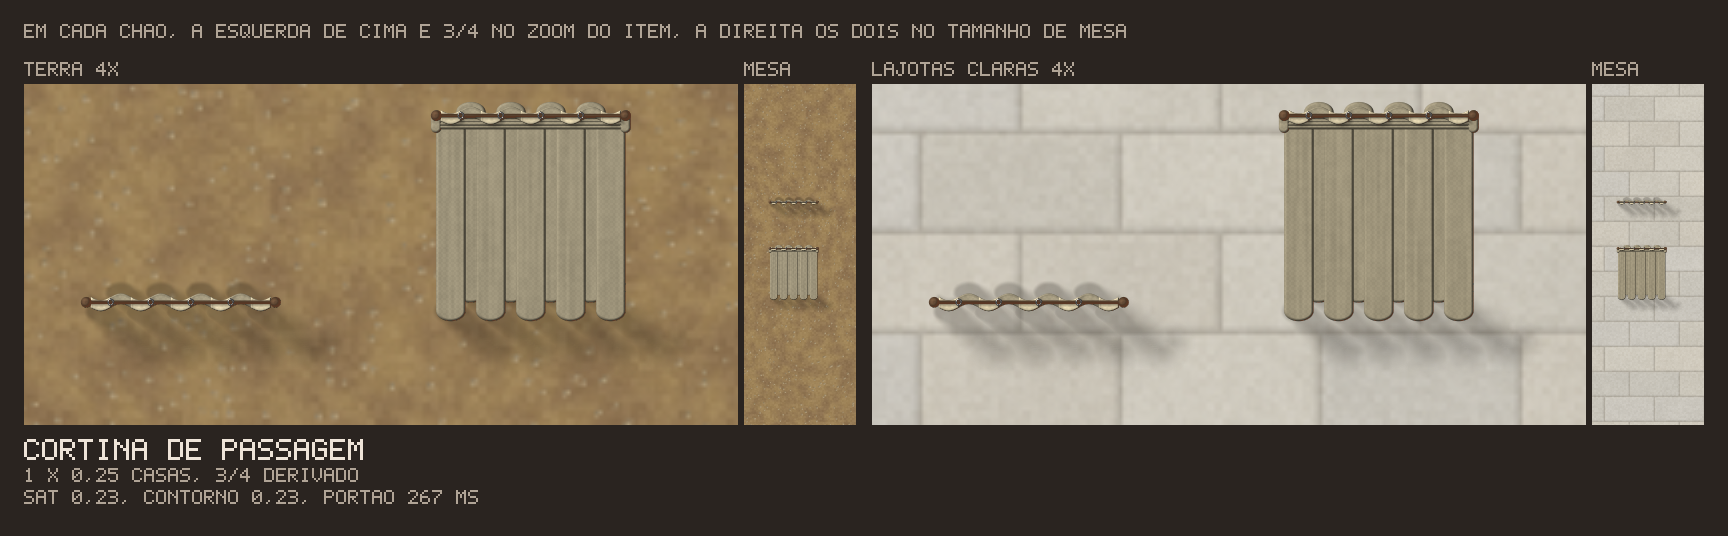 EM CADA CHAO, A ESQUERDA DE CIMA E 3/4 NO ZOOM DO ITEM, A DIREITA OS DOIS NO TAMANHO DE MESA
TERRA 4X
MESA
LAJOTAS CLARAS 4X
MESA
CORTINA DE PASSAGEM
1 X 0,25 CASAS, 3/4 DERIVADO
SAT 0,23, CONTORNO 0,23, PORTAO 267 MS